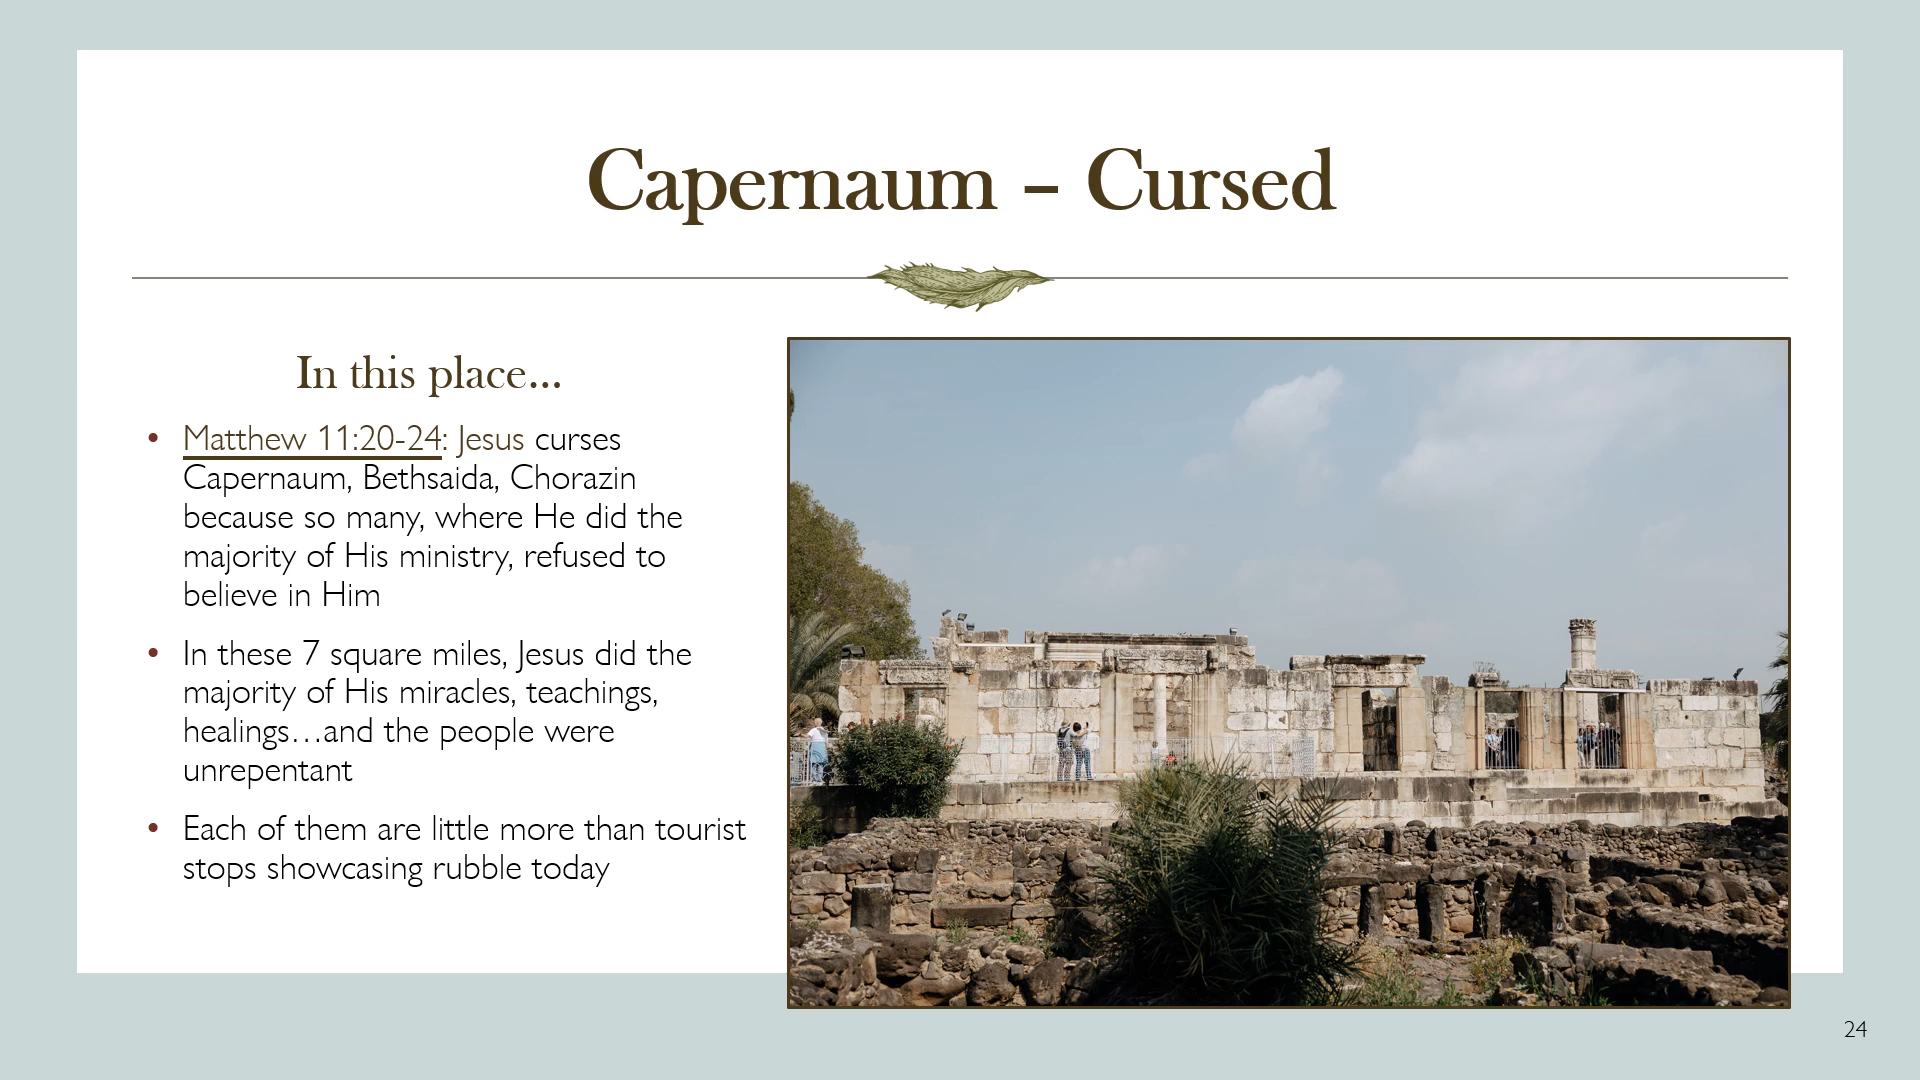 Capernaum – Cursed
In this place…
• Matthew 11:20-24: Jesus curses
Capernaum, Bethsaida, Chorazin
because so many, where He did the
majority of His ministry, refused to
believe in Him
• In these 7 square miles, Jesus did the
majority of His miracles, teachings,
healings…and the people were
unrepentant
• Each of them are little more than tourist
stops showcasing rubble today
24